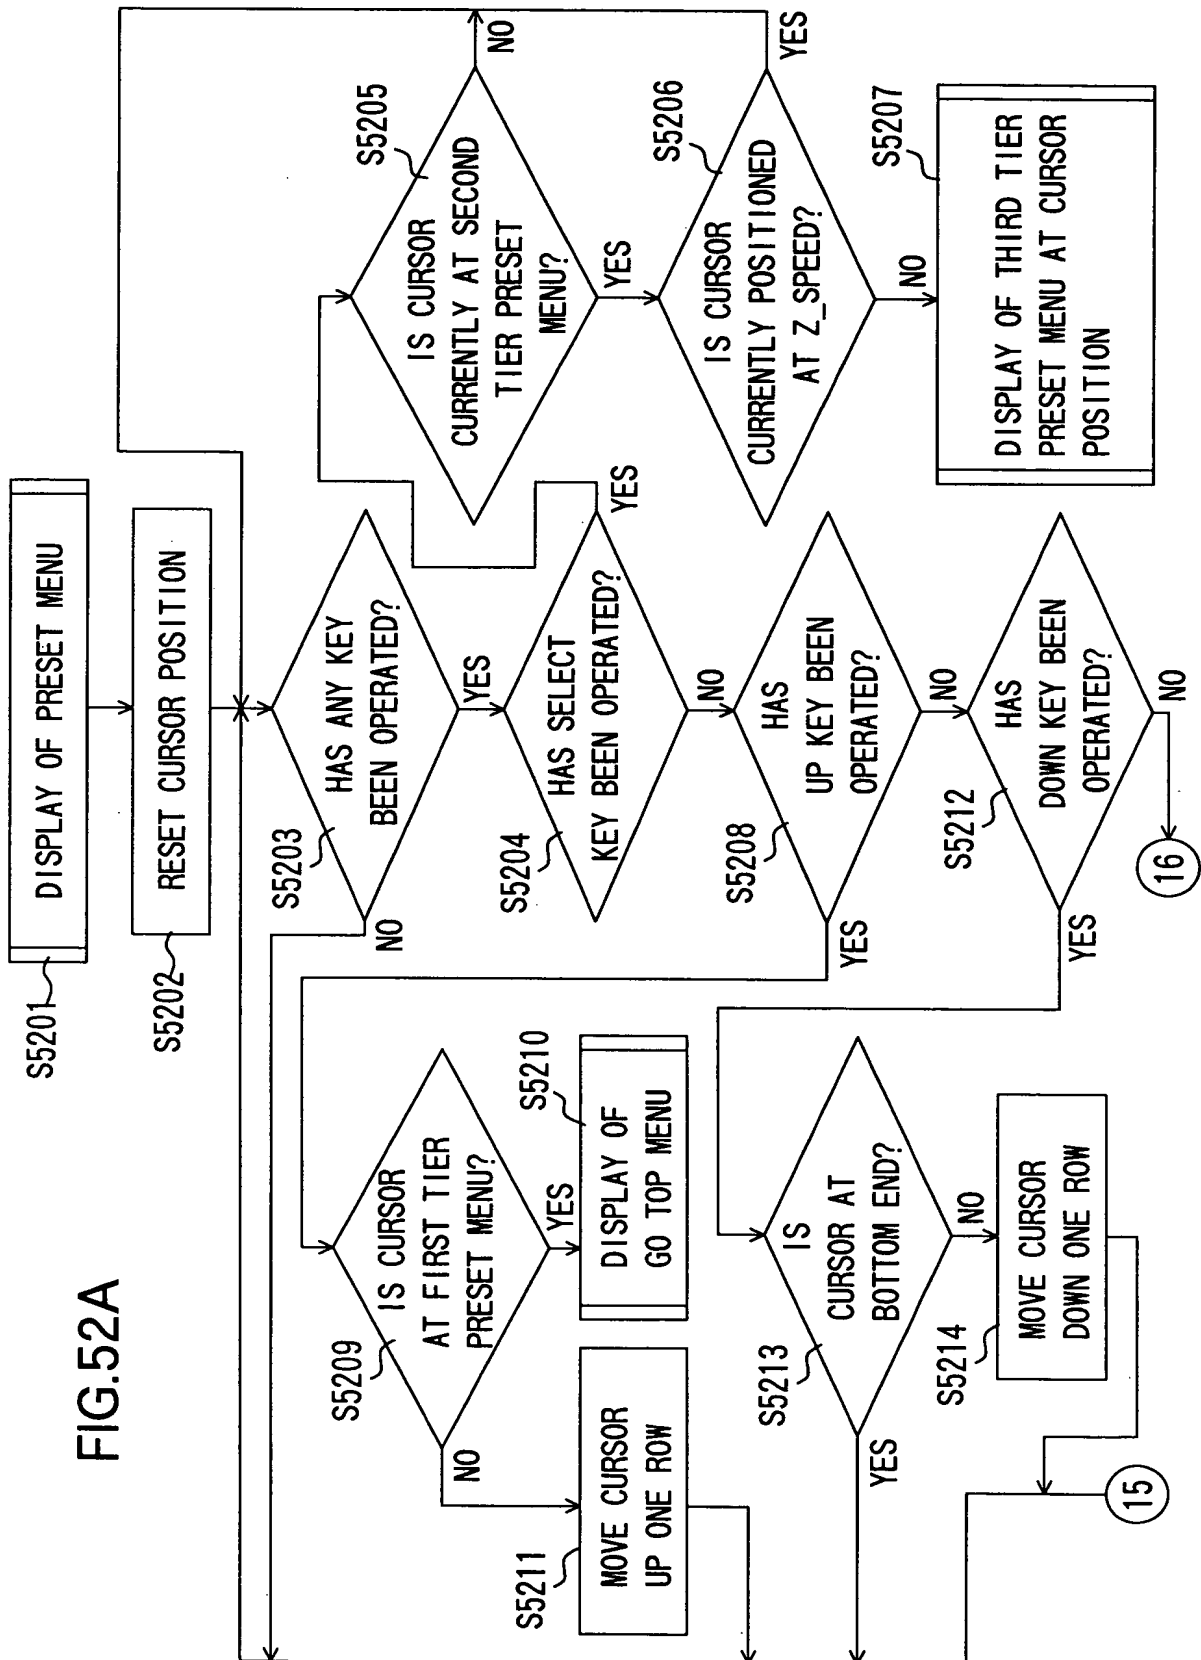 FIG.52A
S5201
DISPLAY OF PRESET MENU
S5202
RESET CURSOR POSITION
S5203
HAS ANY KEY
BEEN OPERATED?
NO
YES
S5204
HAS SELECT
KEY BEEN OPERATED?
YES
NO
S5205
IS CURSOR
CURRENTLY AT SECOND
TIER PRESET
MENU?
NO
YES
S5206
IS CURSOR
CURRENTLY POSITIONED
AT Z_SPEED?
YES
NO
S5207
DISPLAY OF THIRD TIER
PRESET MENU AT CURSOR
POSITION
S5208
HAS
UP KEY BEEN
OPERATED?
YES
NO
S5209
IS CURSOR
AT FIRST TIER
PRESET MENU?
NO
YES
S5210
DISPLAY OF
GO TOP MENU
S5211
MOVE CURSOR
UP ONE ROW
S5212
HAS
DOWN KEY BEEN
OPERATED?
YES
NO
16
S5213
IS
CURSOR AT
BOTTOM END?
YES
NO
S5214
MOVE CURSOR
DOWN ONE ROW
15